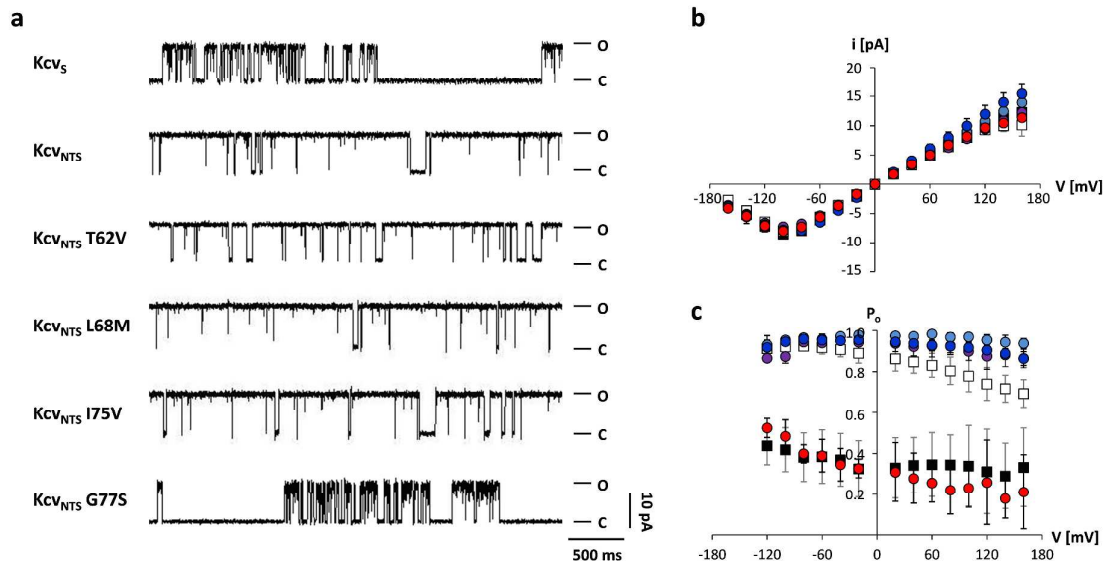 a
Kcv_S
O
C
Kcv_NTS
O
C
Kcv_NTS T62V
O
C
Kcv_NTS L68M
O
C
Kcv_NTS I75V
O
C
Kcv_NTS G77S
O
C
10 pA
500 ms
b
i [pA]
20
15
10
5
-5
-10
-15
-180 -120 -60 0 60 120 180
V [mV]
c
P_o
1.0
0.8
0.6
0.4
0.2
-180 -120 -60 0 60 120 180
V [mV]